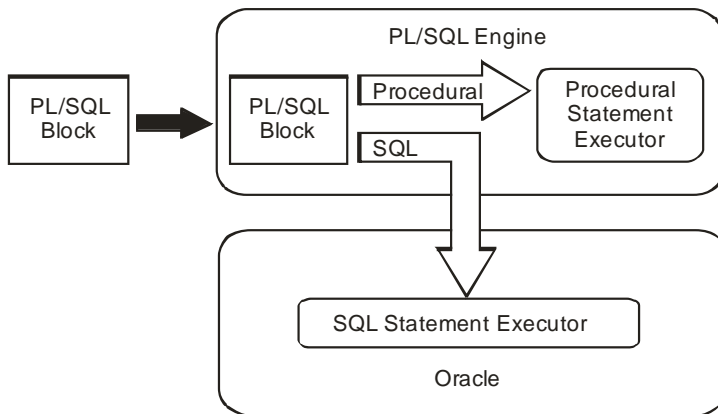 PL/SQL Engine
PL/SQL
Block
PL/SQL
Block
Procedural
SQL
Procedural
Statement
Executor
SQL Statement Executor
Oracle